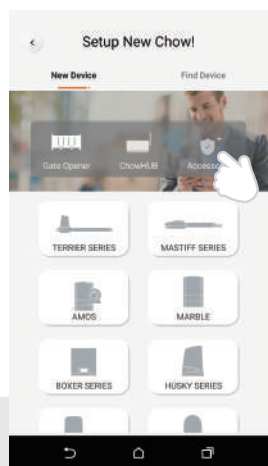 Setup New Chow!
New Device Find Device
Gate Opener ChowHUB Accesso
TERRIER SERIES MASTIFF SERIES
AMOS MARBLE
BOXER SERIES HUSKY SERIES